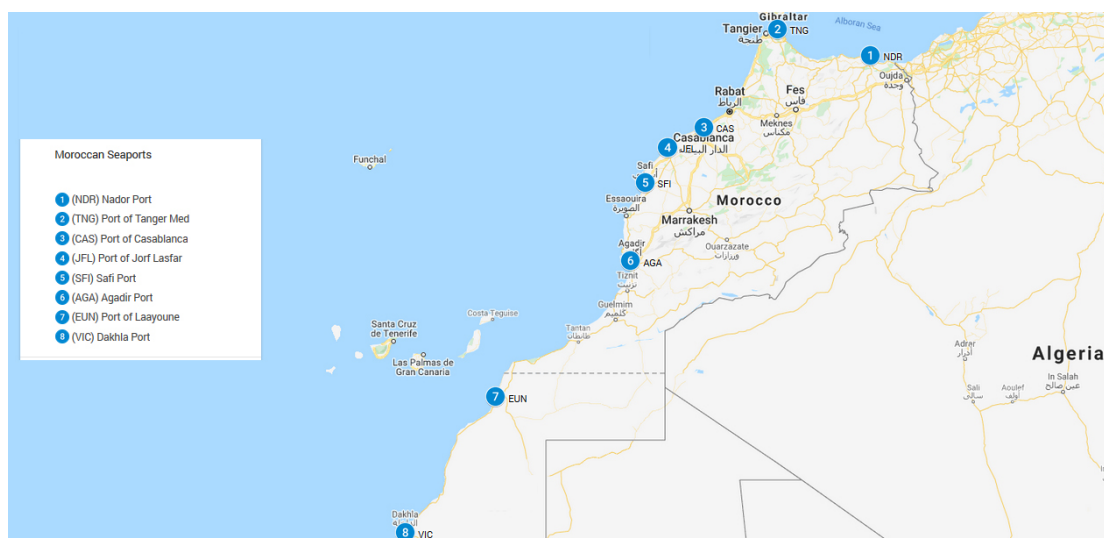 Moroccan Seaports
1 (NDR) Nador Port
2 (TNG) Port of Tanger Med
3 (CAS) Port of Casablanca
4 (JFL) Port of Jorf Lasfar
5 (SFI) Safi Port
6 (AGA) Agadir Port
7 (EUN) Port of Laayoune
8 (VIC) Dakhla Port
Gibraltar
Alboran Sea
Tangier
طنجة
2 TNG
1 NDR
Oujda
وجدة
Rabat
الرباط
Fes
فاس
Meknes
مكناس
3 CAS
Casablanca
الدار البيضاء
4 JEL
Funchal
Safi
5 SFI
Essaouira
الصويرة
Morocco
Marrakesh
مراكش
Ouarzazate
ورزازات
Agadir
6 AGA
Tiznit
تزنيت
Guelmim
كلميم
Costa Teguise
Tantan
طانطان
Santa Cruz
de Tenerife
Las Palmas de
Gran Canaria
Adrar
أدرار
Algeria
In Salah
عين صالح
Sali
سالي
Aoulef
أولف
7 EUN
Dakhla
8 VIC